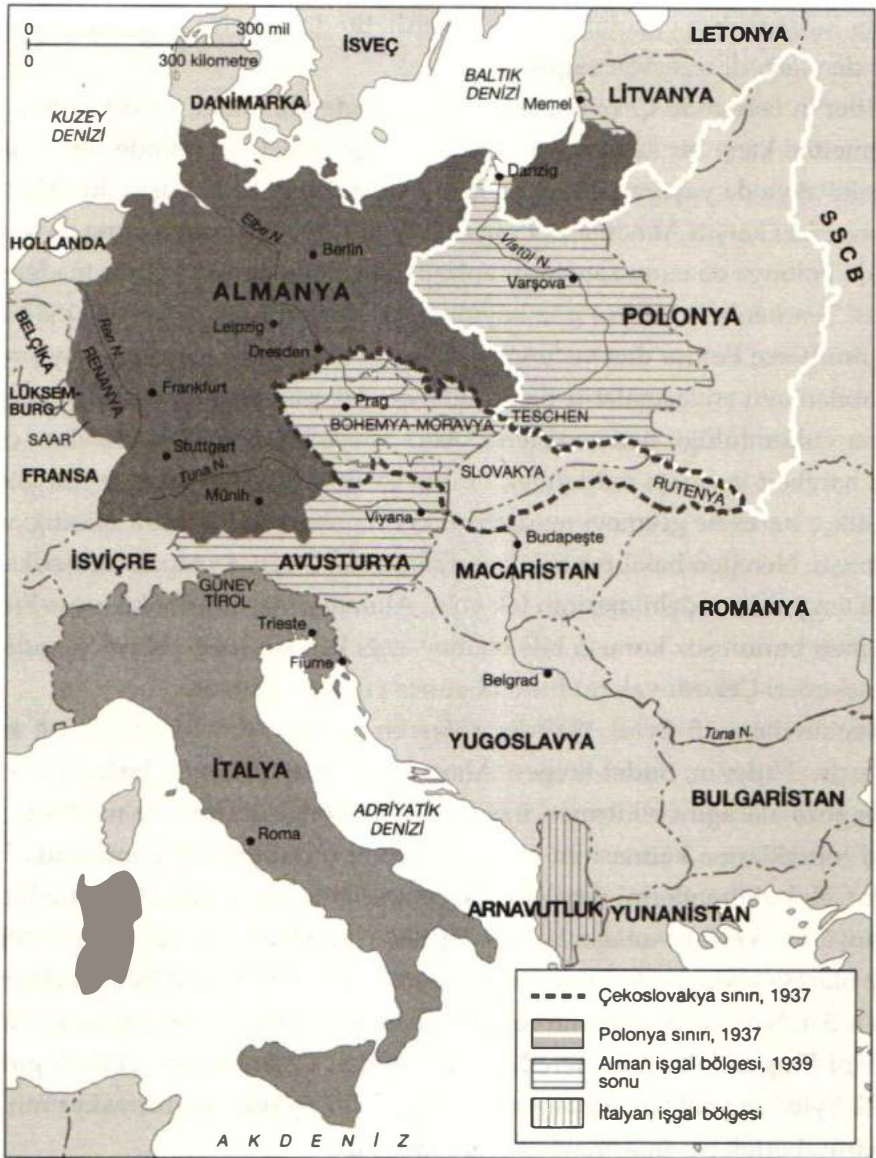 0 300 mil
0 300 kilometre
İSVEÇ
LETONYA
BALTIK
DENİZİ
Memel
LİTVANYA
DANİMARKA
KUZEY
DENİZİ
Danzig
SSCB
HOLLANDA
Elbe N.
Berlin
Vistül N.
Varşova
ALMANYA
POLONYA
BELÇİKA
Ren N.
RENANYA
Leipzig
Dresden
LÜKSEM-
BURG
Frankfurt
Prag
BOHEMYA-MORAVYA
TESCHEN
SAAR
Stuttgart
SLOVAKYA
FRANSA
Tuna N.
RUTENYA
Münih
Viyana
Budapeşte
İSVİÇRE
AVUSTURYA
MACARİSTAN
GÜNEY
TİROL
ROMANYA
Trieste
Fiume
Belgrad
YUGOSLAVYA
Tuna N.
İTALYA
BULGARİSTAN
ADRİYATİK
DENİZİ
Roma
ARNAVUTLUK
YUNANİSTAN
Çekoslovakya sınırı, 1937
Polonya sınırı, 1937
Alman işgal bölgesi, 1939
sonu
İtalyan işgal bölgesi
AKDENİZ